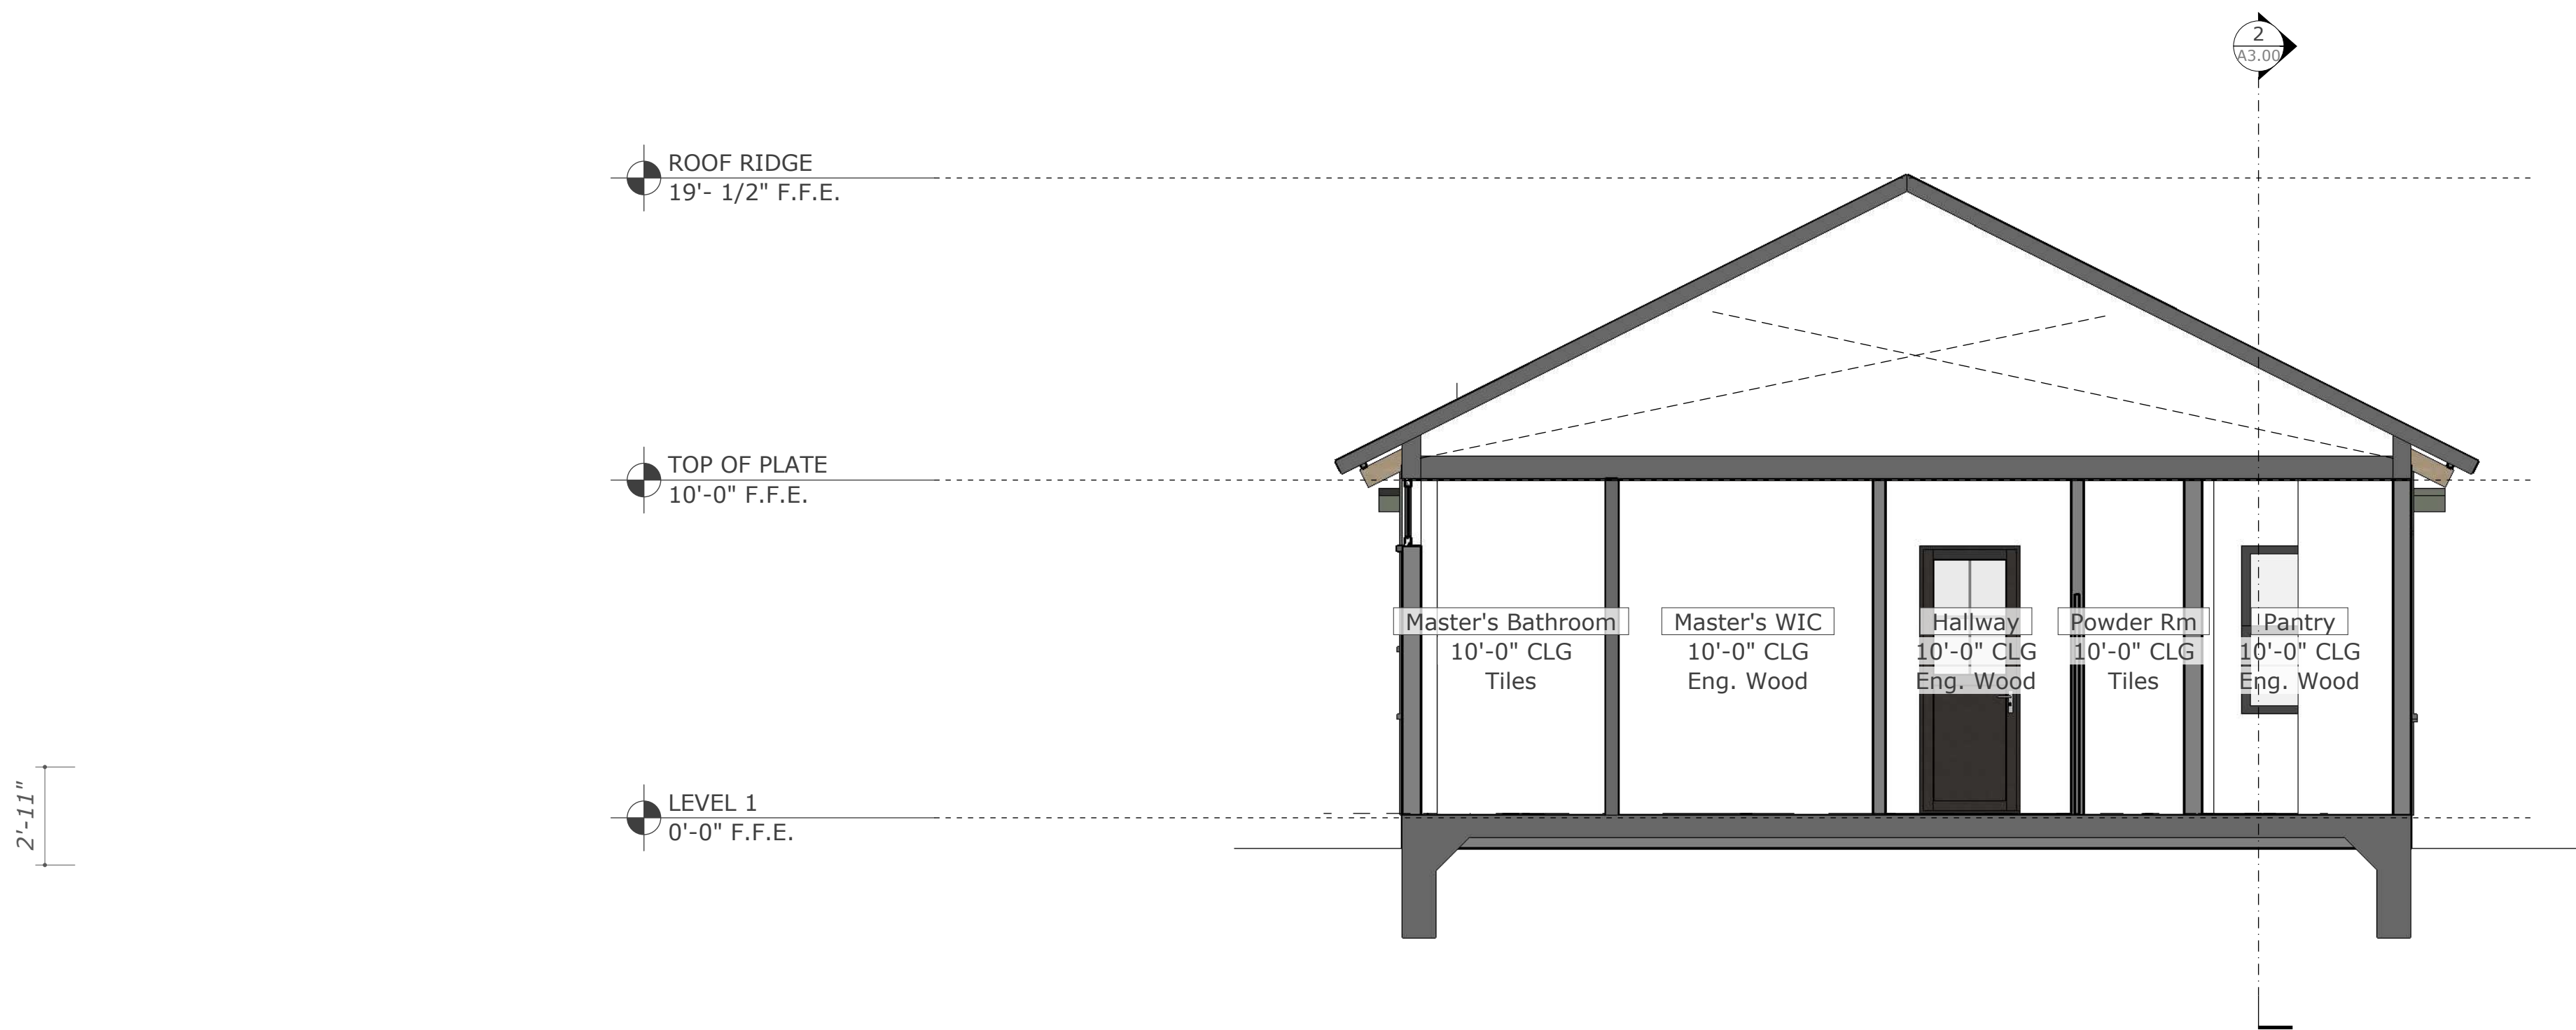 2
A3.00
ROOF RIDGE
19'- 1/2" F.F.E.
TOP OF PLATE
10'-0" F.F.E.
Master's Bathroom
10'-0" CLG
Tiles
Master's WIC
10'-0" CLG
Eng. Wood
Hallway
10'-0" CLG
Eng. Wood
Powder Rm
10'-0" CLG
Tiles
Pantry
10'-0" CLG
Eng. Wood
2'-11"
LEVEL 1
0'-0" F.F.E.